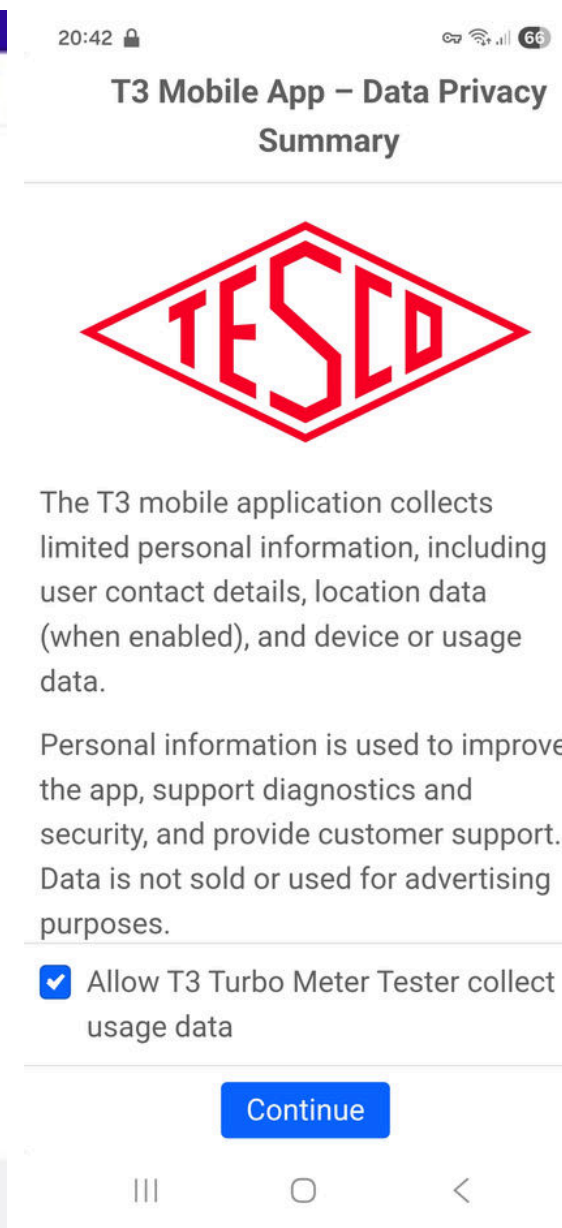 20:42
66
T3 Mobile App – Data Privacy
Summary
TESCO
The T3 mobile application collects
limited personal information, including
user contact details, location data
(when enabled), and device or usage
data.
Personal information is used to improve
the app, support diagnostics and
security, and provide customer support.
Data is not sold or used for advertising
purposes.
Allow T3 Turbo Meter Tester collect
usage data
Continue